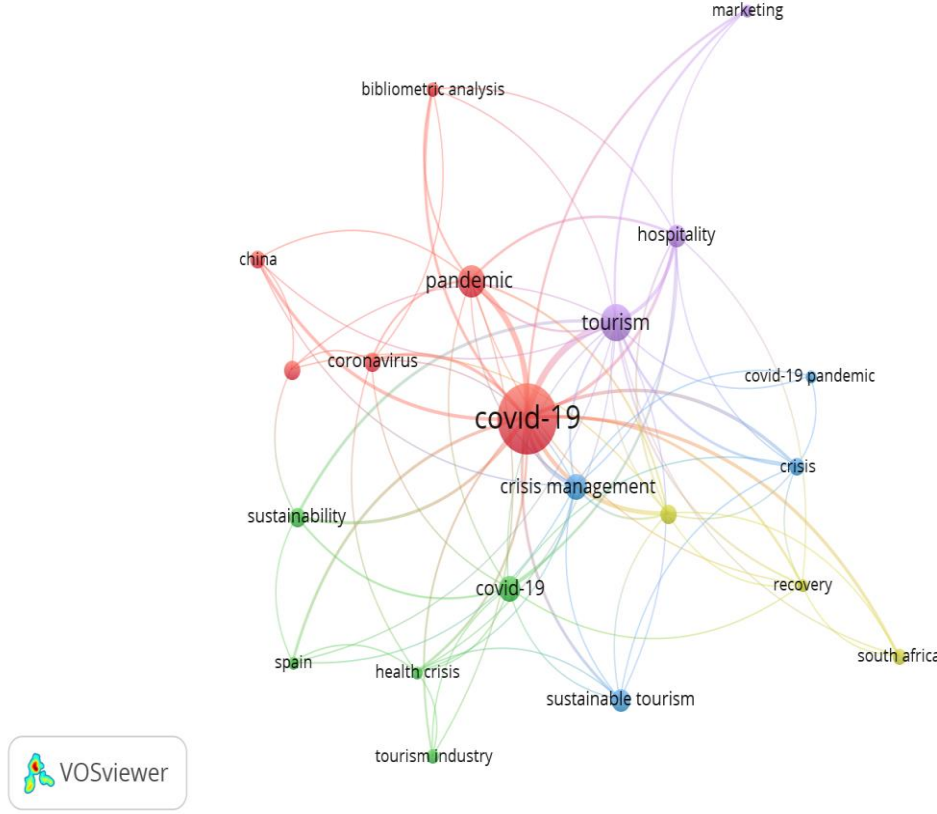 marketing
bibliometric analysis
hospitality
china
pandemic
tourism
coronavirus
covid-19 pandemic
covid-19
crisis
crisis management
sustainability
recovery
covid-19
south africa
spain
health crisis
sustainable tourism
tourism industry
VOSviewer